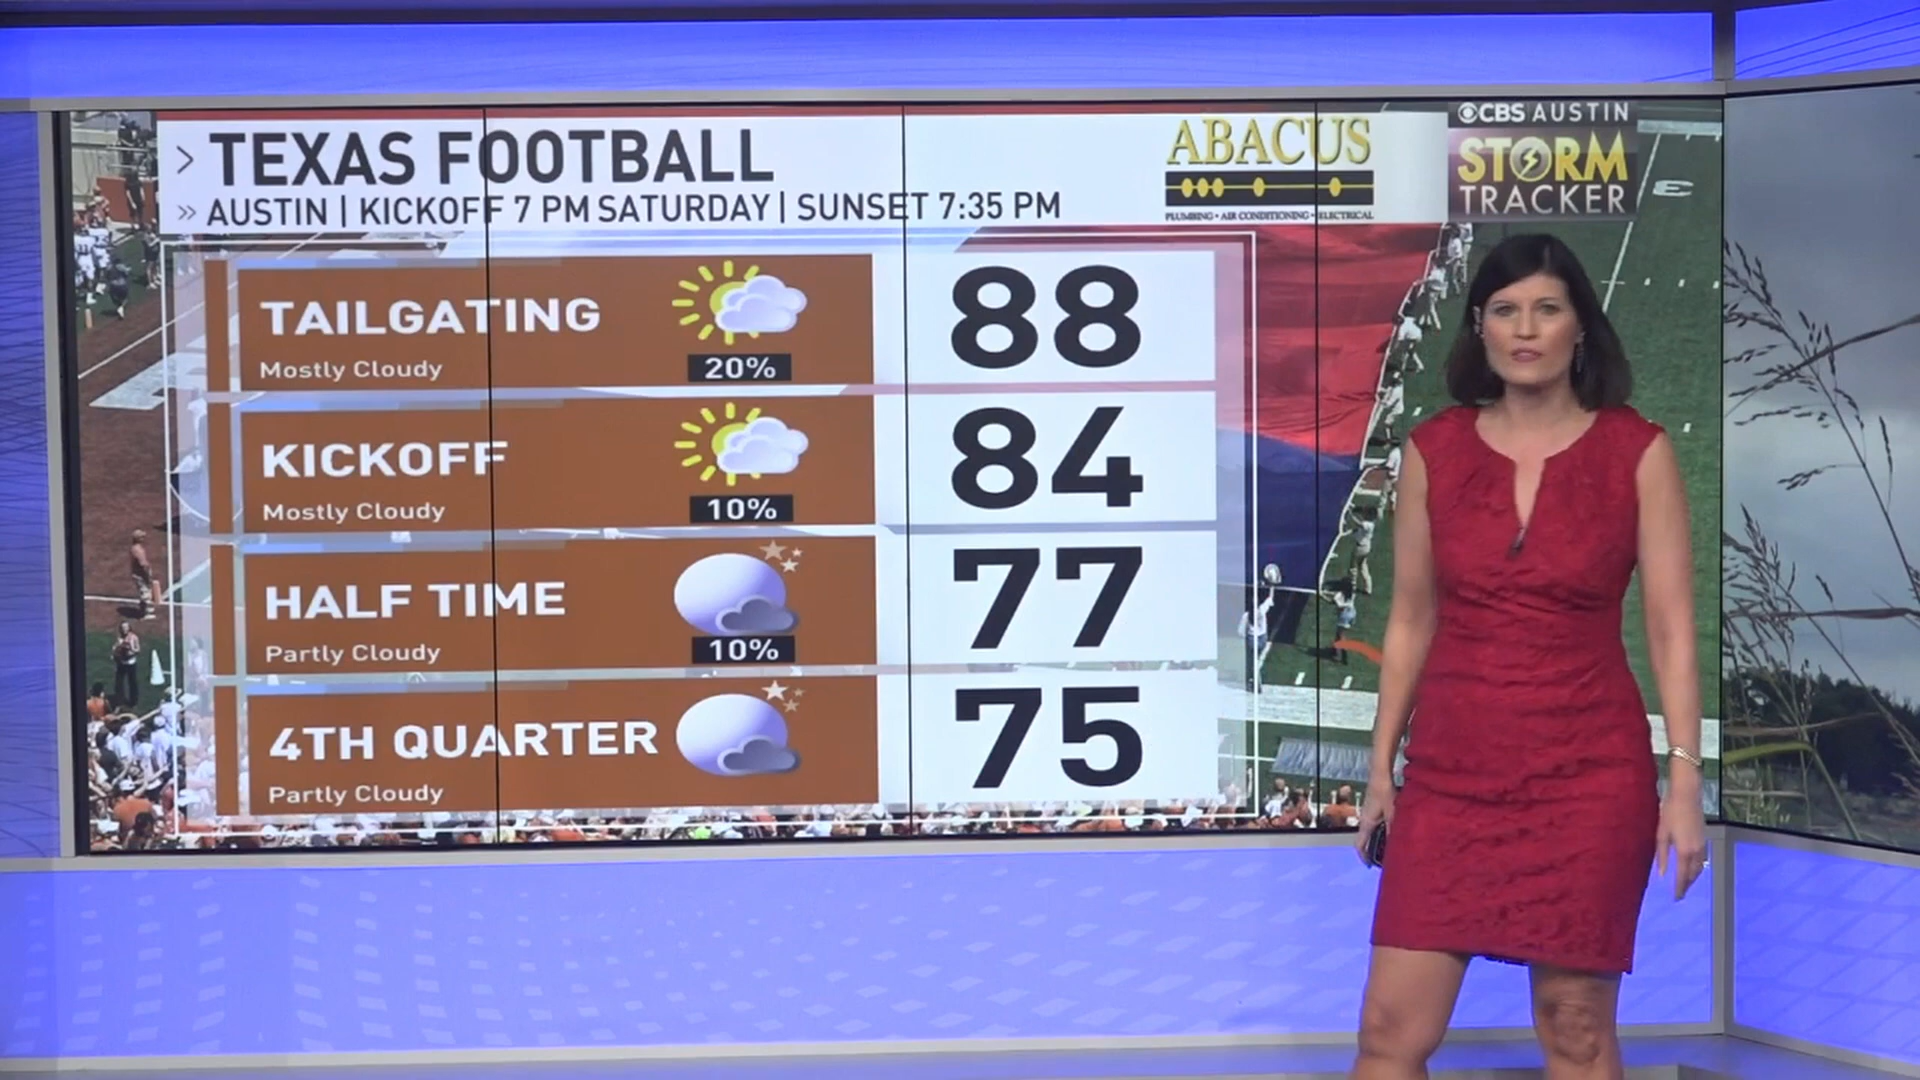 > TEXAS FOOTBALL
» AUSTIN | KICKOFF 7 PM SATURDAY | SUNSET 7:35 PM
ABACUS
PLUMBING • AIR CONDITIONING • ELECTRICAL
CBS AUSTIN
STORM
TRACKER
TAILGATING
Mostly Cloudy
20%
88
KICKOFF
Mostly Cloudy
10%
84
HALF TIME
Partly Cloudy
10%
77
4TH QUARTER
Partly Cloudy
75